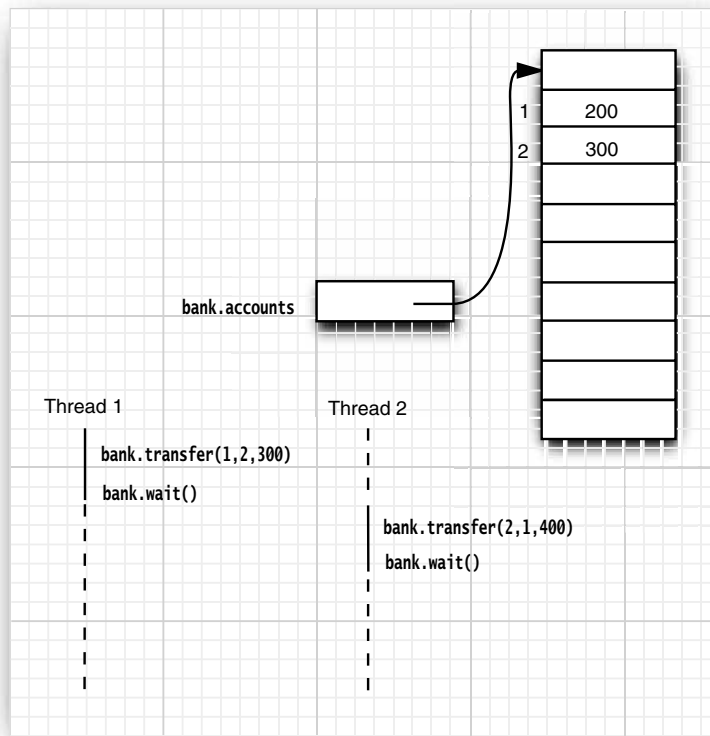 1 200
2 300
bank.accounts
Thread 1 Thread 2
bank.transfer(1,2,300)
bank.wait()
bank.transfer(2,1,400)
bank.wait()